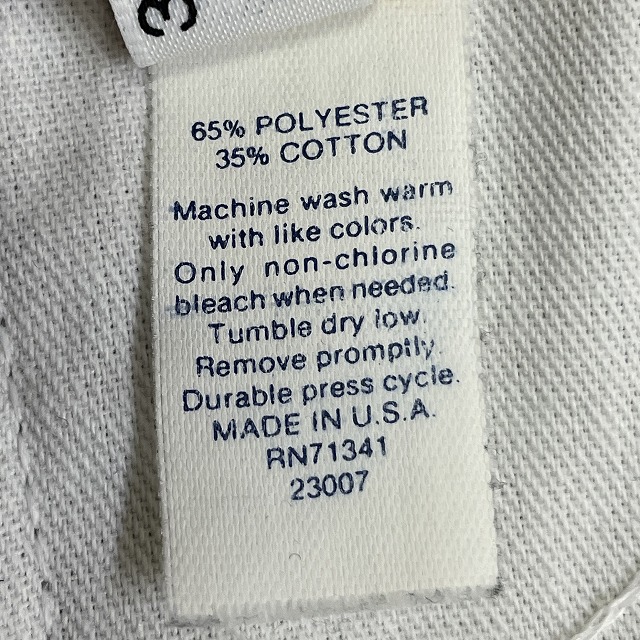 3
65% POLYESTER
35% COTTON
Machine wash warm
with like colors.
Only non-chlorine
bleach when needed.
Tumble dry low.
Remove promptly.
Durable press cycle.
MADE IN U.S.A.
RN71341
23007